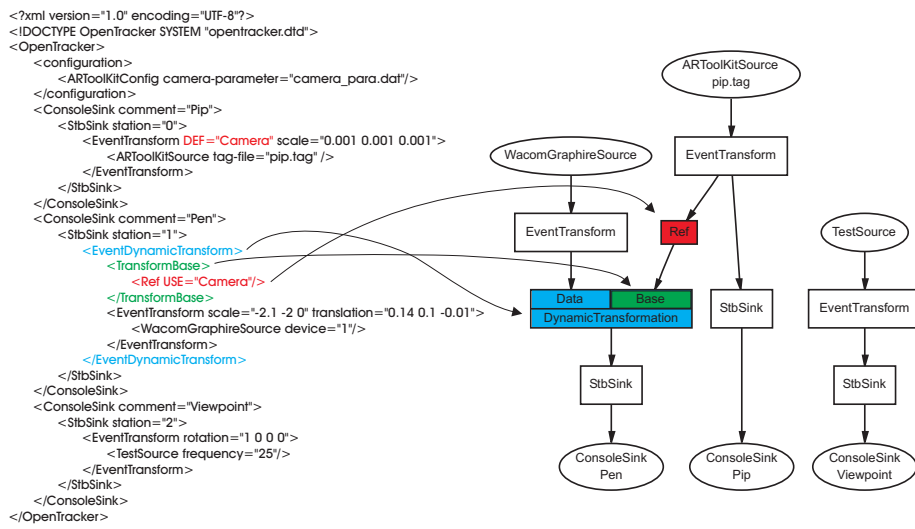 <?xml version="1.0" encoding="UTF-8"?>
<!DOCTYPE OpenTracker SYSTEM "opentracker.dtd">
<OpenTracker>
<configuration>
<ARToolKitConfig camera-parameter="camera_para.dat"/>
</configuration>
<ConsoleSink comment="Pip">
<StbSink station="0">
<EventTransform DEF="Camera" scale="0.001 0.001 0.001">
<ARToolKitSource tag-file="pip.tag" />
</EventTransform>
</StbSink>
</ConsoleSink>
<ConsoleSink comment="Pen">
<StbSink station="1">
<EventDynamicTransform>
<TransformBase>
<Ref USE="Camera"/>
</TransformBase>
<EventTransform scale="-2.1 -2 0" translation="0.14 0.1 -0.01">
<WacomGraphireSource device="1"/>
</EventTransform>
</EventDynamicTransform>
</StbSink>
</ConsoleSink>
<ConsoleSink comment="Viewpoint">
<StbSink station="2">
<EventTransform rotation="1 0 0 0">
<TestSource frequency="25"/>
</EventTransform>
</StbSink>
</ConsoleSink>
</OpenTracker>
ARToolKitSource
pip.tag
WacomGraphireSource
EventTransform
EventTransform
Ref
TestSource
Data
Base
DynamicTransformation
StbSink
EventTransform
StbSink
StbSink
ConsoleSink
Pen
ConsoleSink
Pip
ConsoleSink
Viewpoint